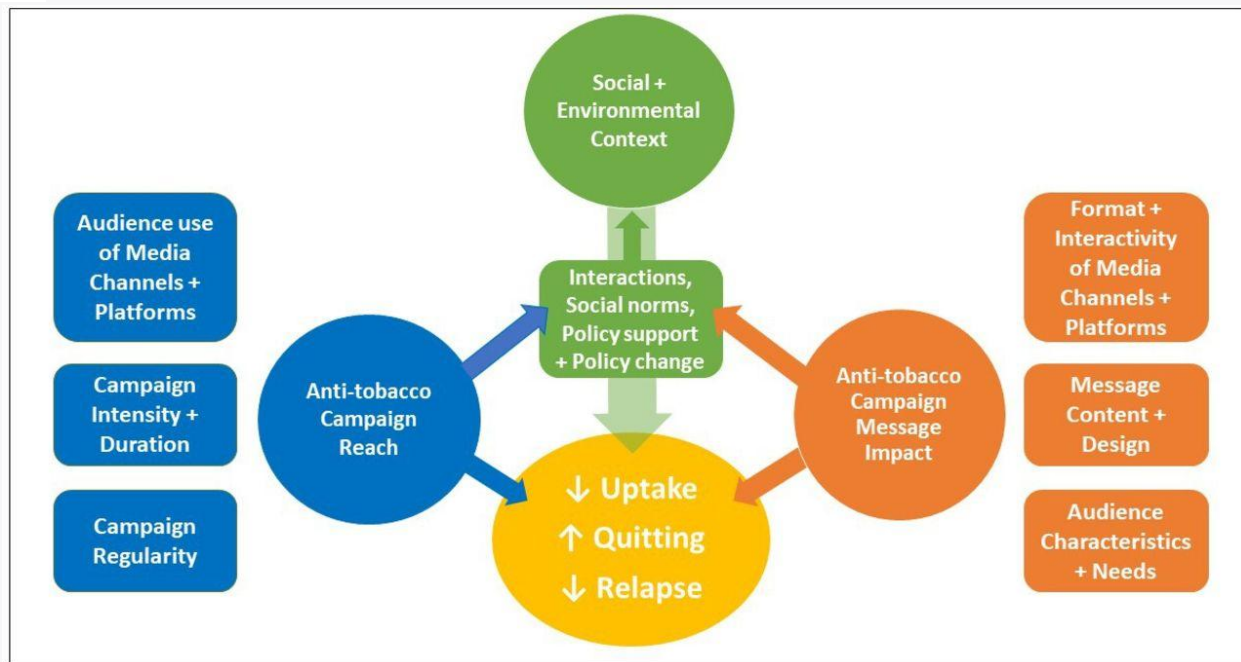 Social +
Environmental
Context
Audience use
of Media
Channels +
Platforms
Campaign
Intensity +
Duration
Campaign
Regularity
Anti-tobacco
Campaign
Reach
Interactions,
Social norms,
Policy support
+ Policy change
↓ Uptake
↑ Quitting
↓ Relapse
Anti-tobacco
Campaign
Message
Impact
Format +
Interactivity
of Media
Channels +
Platforms
Message
Content +
Design
Audience
Characteristics
+ Needs